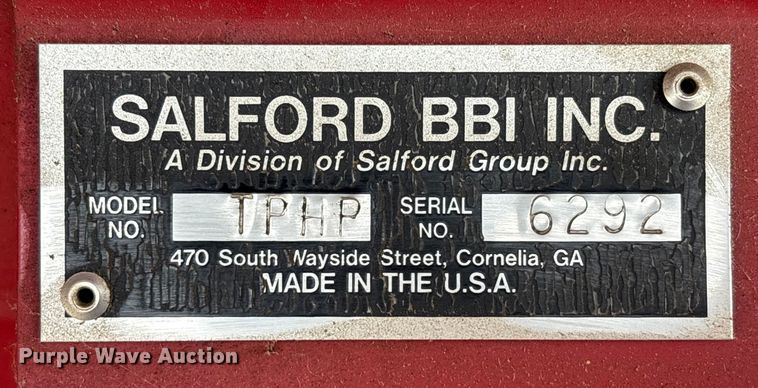 SALFORD BBI INC.
A Division of Salford Group Inc.
MODEL NO. TPHP SERIAL NO. 6292
470 South Wayside Street, Cornelia, GA
MADE IN THE U.S.A.
Purple Wave Auction